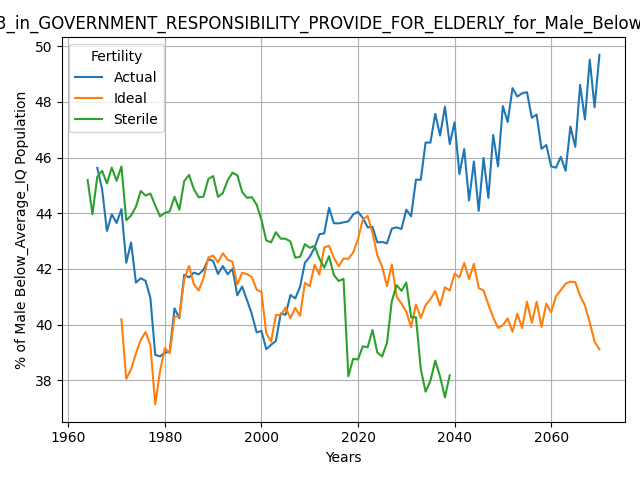 3_in_GOVERNMENT_RESPONSIBILITY_PROVIDE_FOR_ELDERLY_for_Male_Below
Fertility
Actual
Ideal
Sterile
% of Male Below_Average_IQ Population
50
48
46
44
42
40
38
1960 1980 2000 2020 2040 2060
Years